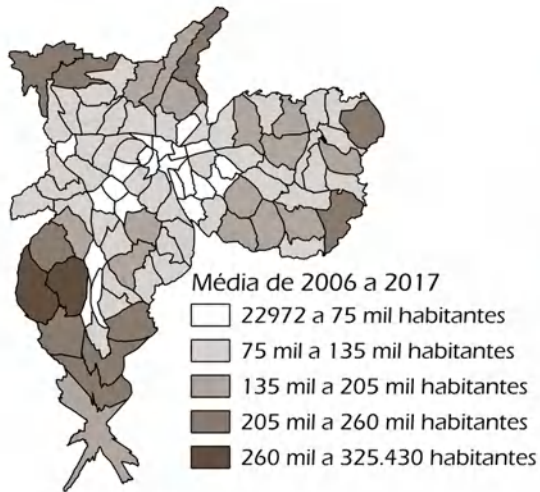 Média de 2006 a 2017
22972 a 75 mil habitantes
75 mil a 135 mil habitantes
135 mil a 205 mil habitantes
205 mil a 260 mil habitantes
260 mil a 325.430 habitantes